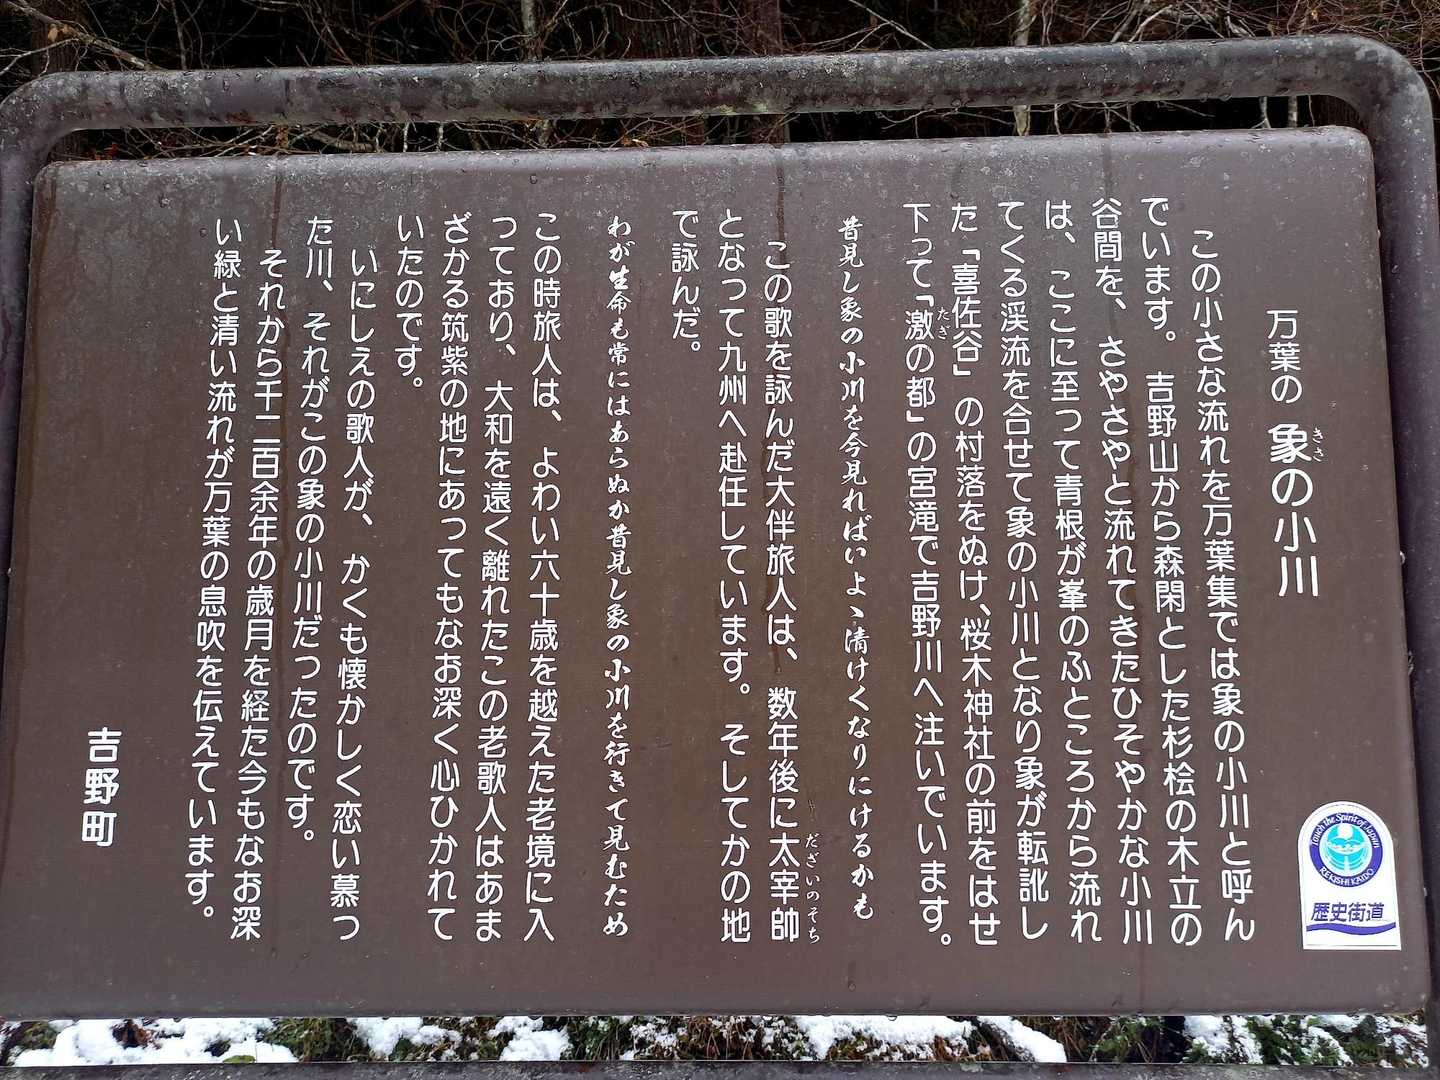 万葉の 象の小川
きさ
この小さな流れを万葉集では象の小川と呼ん
でいます。 吉野山から森閑とした杉桧の木立の
谷間を、さやさやと流れてきたひそやかな小川
は、ここに至って青根が峯のふところから流れ
てくる渓流を合せて象の小川となり象が転訛し
た「喜佐谷」の村落をぬけ、桜木神社の前をはせ
下って「激の都」の宮滝で吉野川へ注いでいます。
たぎ
昔見し象の小川を今見ればいよゝ清けくなりにけるかも
この歌を詠んだ大伴旅人は、数年後に太宰帥
だざいのそち
となって九州へ赴任しています。そしてかの地
で詠んだ。
わが生命も常にはあらぬか昔見し象の小川を行きて見むため
この時旅人は、よわい六十歳を越えた老境に入
っており、大和を遠く離れたこの老歌人はあま
ざかる筑紫の地にあってもなお深く心ひかれて
いたのです。
いにしえの歌人が、かくも懐かしく恋い慕っ
た川、それがこの象の小川だったのです。
それから千二百余年の歳月を経た今もなお深
い緑と清い流れが万葉の息吹を伝えています。
吉野町
Touch the Spirit of Japan
REKISHI KAIDO
歴史街道